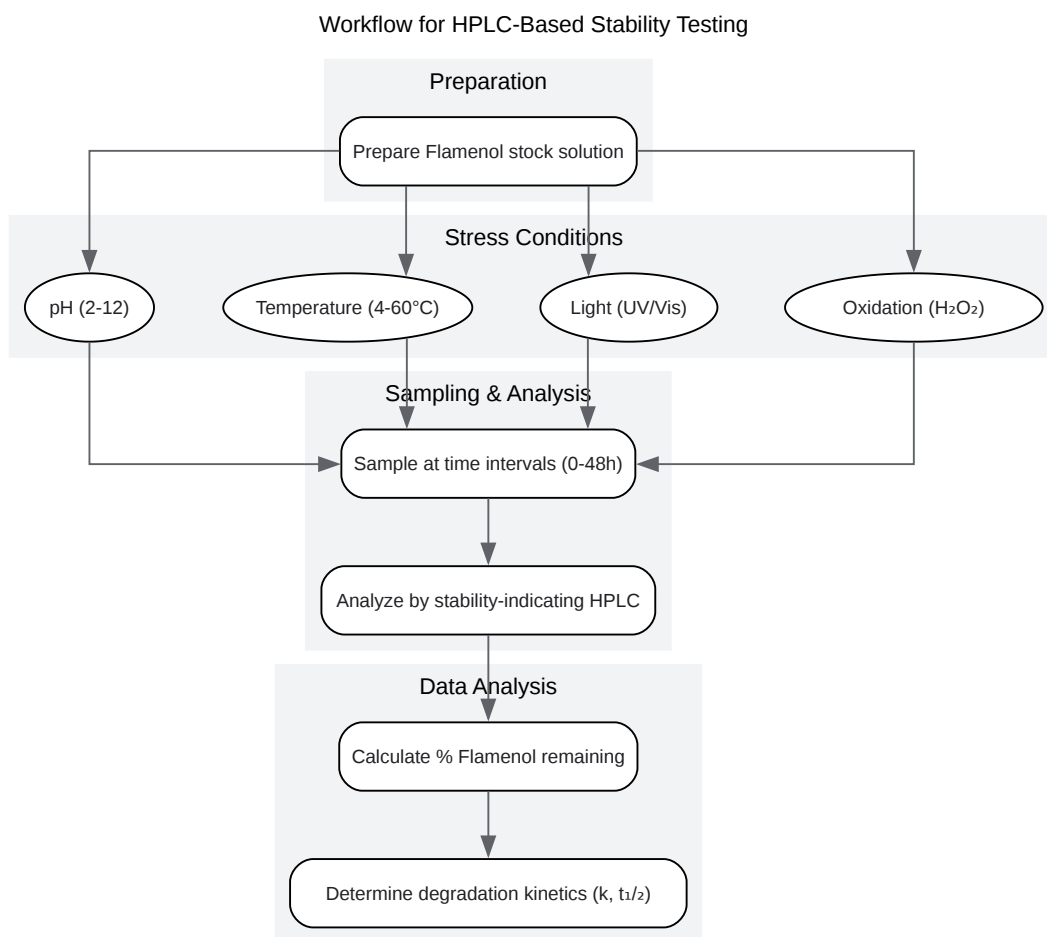 Workflow for HPLC-Based Stability Testing
Preparation
Prepare Flamenol stock solution
Stress Conditions
pH (2-12)
Temperature (4-60°C)
Light (UV/Vis)
Oxidation (H₂O₂)
Sampling & Analysis
Sample at time intervals (0-48h)
Analyze by stability-indicating HPLC
Data Analysis
Calculate % Flamenol remaining
Determine degradation kinetics (k, t₁/₂)